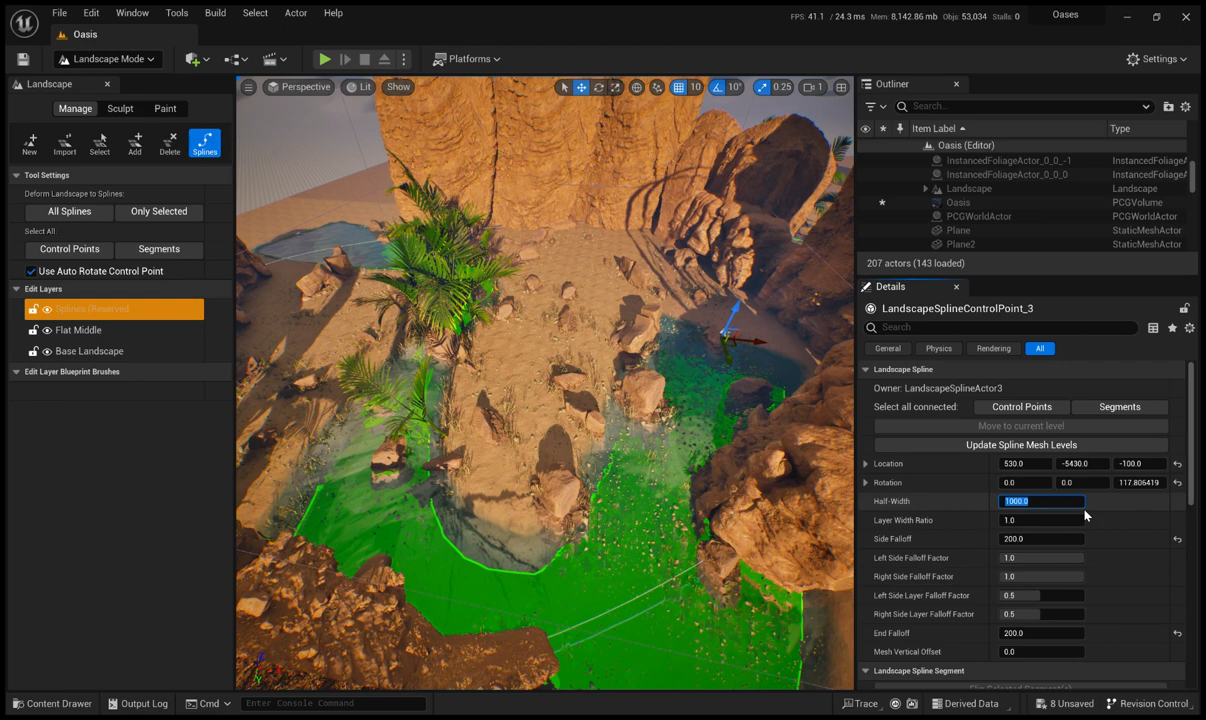 File Edit Window Tools Build Select Actor Help
FPS: 41.1 / 24.3 ms Mem: 8,142.86 mb Objs: 53,034 Stalls: 0
Oases
Oasis
Landscape Mode
Platforms
Settings
Landscape
Manage Sculpt Paint
New Import Select Add Delete Splines
Tool Settings
Deform Landscape to Splines:
All Splines Only Selected
Select All:
Control Points Segments
Use Auto Rotate Control Point
Edit Layers
Splines (Reserved
Flat Middle
Base Landscape
Edit Layer Blueprint Brushes
Perspective Lit Show
10 10° 0.25 1
Outliner
Search...
Item Label Type
Oasis (Editor)
InstancedFoliageActor_0_0_-1 InstancedFoliageA
InstancedFoliageActor_0_0_0 InstancedFoliageA
Landscape Landscape
Oasis PCGVolume
PCGWorldActor PCGWorldActor
Plane StaticMeshActor
Plane2 StaticMeshActor
207 actors (143 loaded)
Details
LandscapeSplineControlPoint_3
Search
General Physics Rendering All
Landscape Spline
Owner: LandscapeSplineActor3
Select all connected: Control Points Segments
Move to current level
Update Spline Mesh Levels
Location 530.0 -5430.0 -100.0
Rotation 0.0 0.0 117.806419
Half-Width 1000.0
Layer Width Ratio 1.0
Side Falloff 200.0
Left Side Falloff Factor 1.0
Right Side Falloff Factor 1.0
Left Side Layer Falloff Factor 0.5
Right Side Layer Falloff Factor 0.5
End Falloff 200.0
Mesh Vertical Offset 0.0
Landscape Spline Segment
Content Drawer Output Log Cmd Enter Console Command
Trace Derived Data 8 Unsaved Revision Control